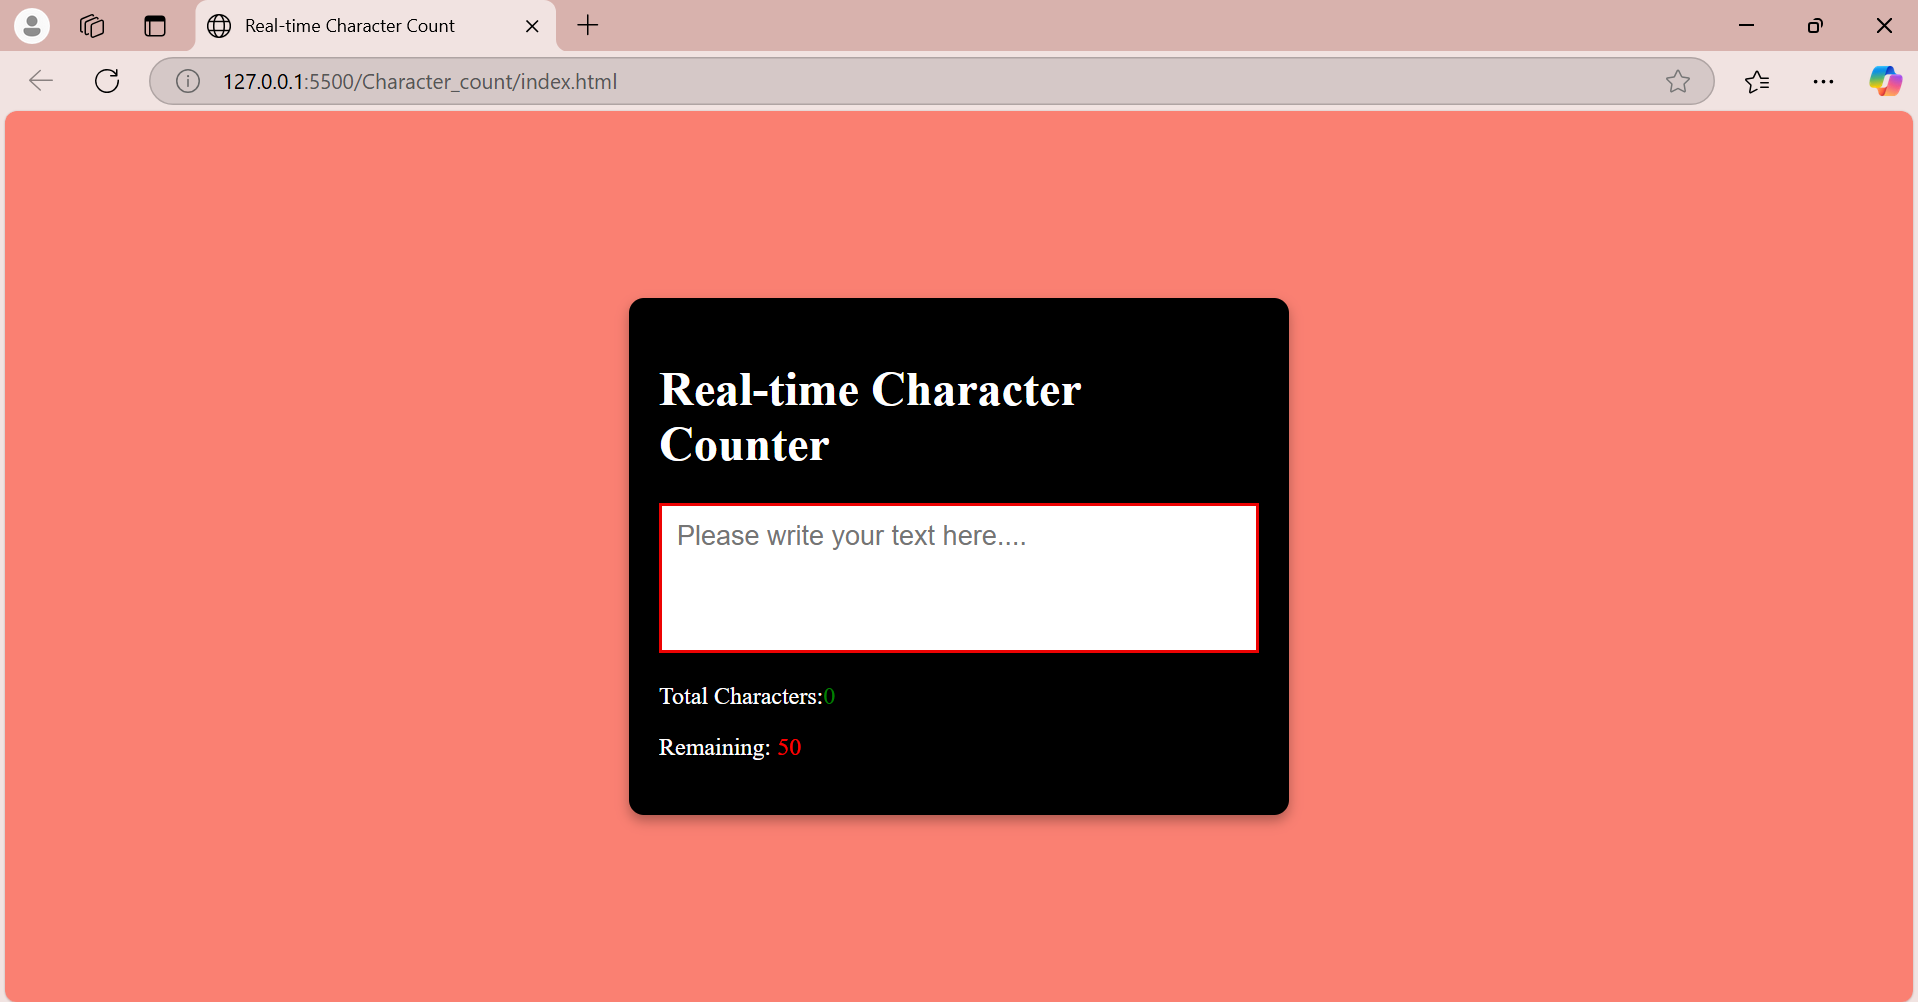 Real-time Character Count
127.0.0.1:5500/Character_count/index.html
Real-time Character
Counter
Please write your text here....
Total Characters:0
Remaining: 50